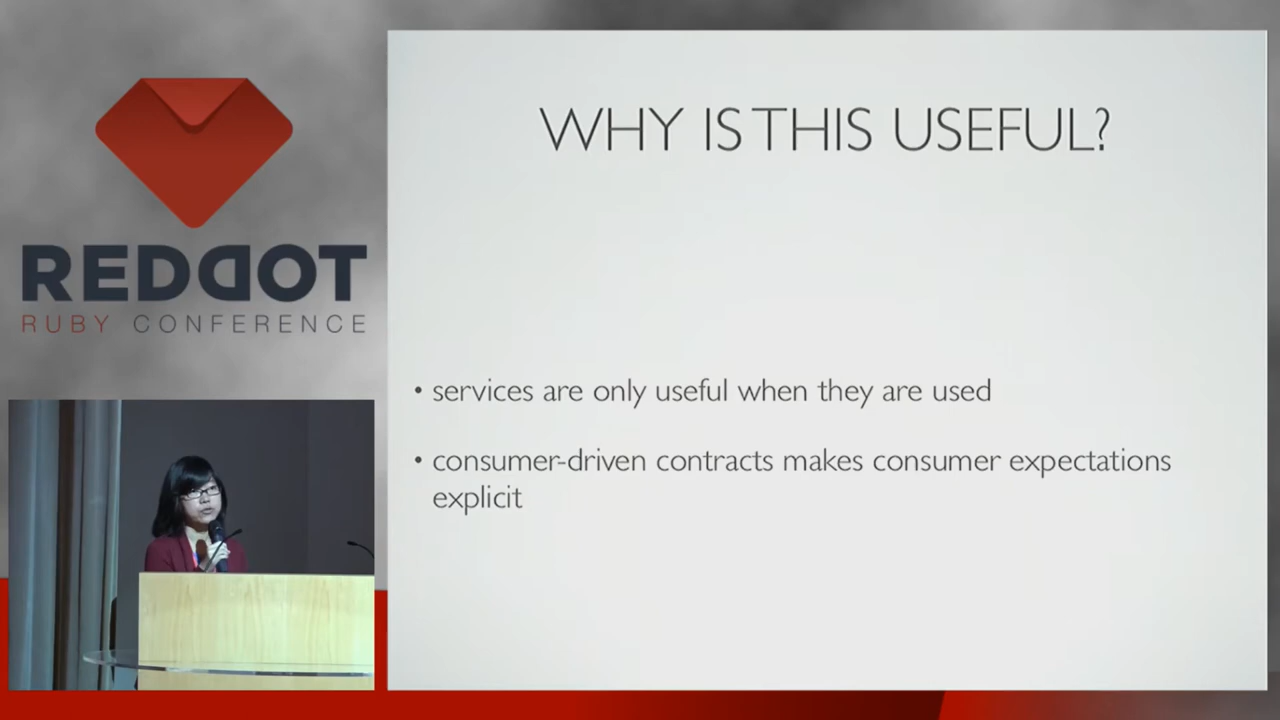 REDDOT
RUBY CONFERENCE
WHY IS THIS USEFUL?
• services are only useful when they are used
• consumer-driven contracts makes consumer expectations
explicit